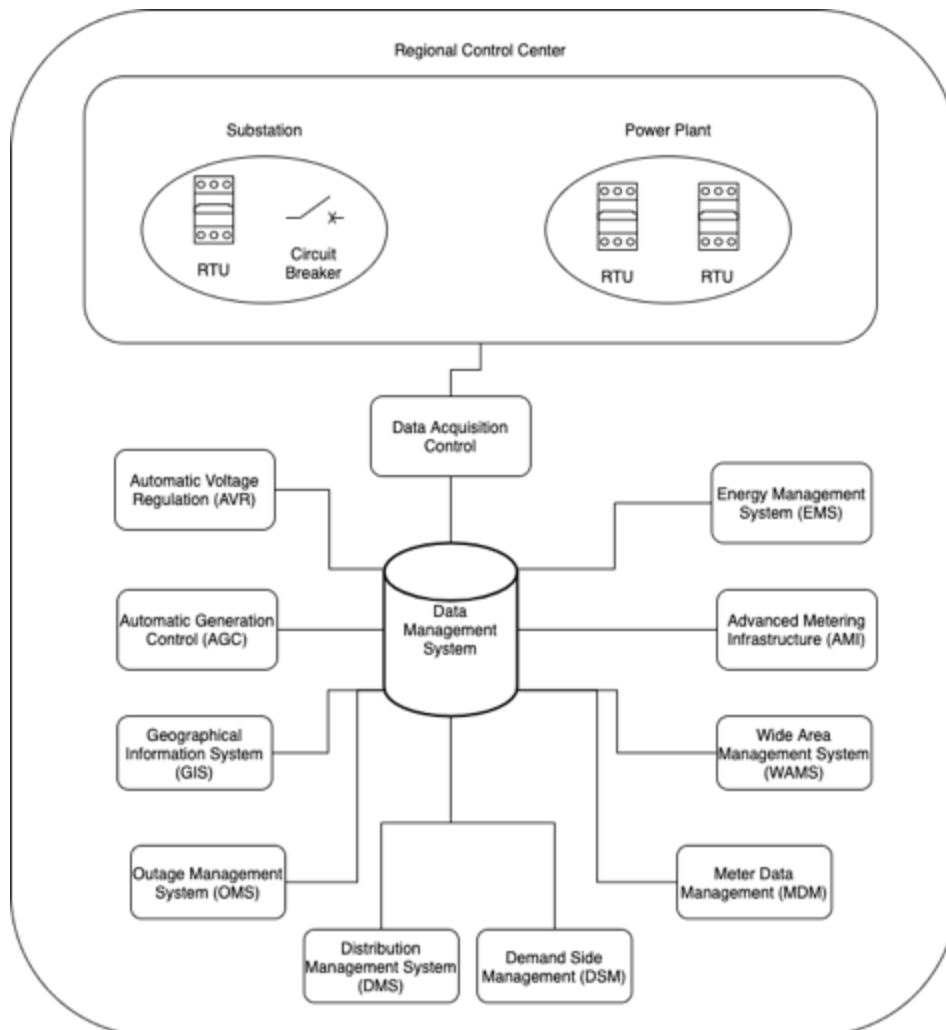 Regional Control Center
Substation
Power Plant
RTU
Circuit
Breaker
RTU
RTU
Data Acquisition
Control
Automatic Voltage
Regulation (AVR)
Energy Management
System (EMS)
Data
Management
System
Automatic Generation
Control (AGC)
Advanced Metering
Infrastructure (AMI)
Geographical
Information System
(GIS)
Wide Area
Management System
(WAMS)
Outage Management
System (OMS)
Meter Data
Management (MDM)
Distribution
Management System
(DMS)
Demand Side
Management (DSM)